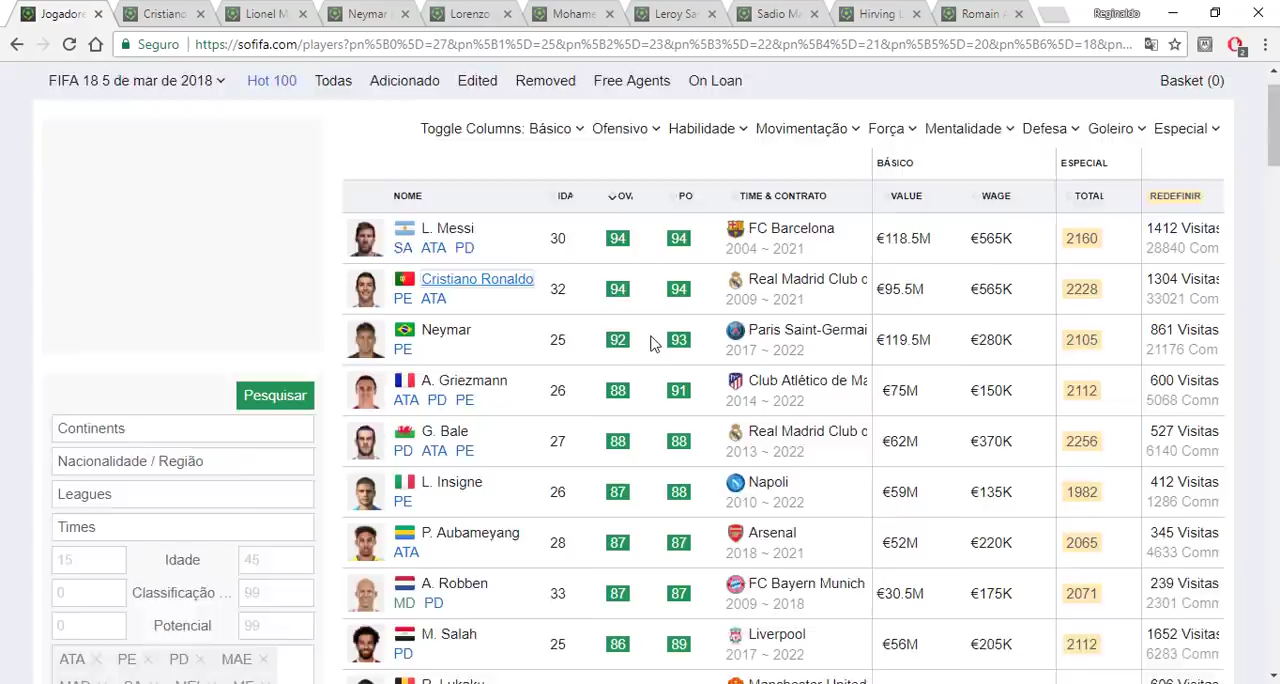 Jogadore Cristiano Lionel M Neymar Lorenzo Mohame Leroy Sa Sadio M Hirving L Romain Reginaldo
Seguro https://sofifa.com/players?pn%5B0%5D=27&pn%5B1%5D=25&pn%5B2%5D=23&pn%5B3%5D=22&pn%5B4%5D=21&pn%5B5%5D=20&pn%5B6%5D=18&pn%... 2
FIFA 18 5 de mar de 2018 Hot 100 Todas Adicionado Edited Removed Free Agents On Loan Basket (0)
Toggle Columns: Básico Ofensivo Habilidade Movimentação Força Mentalidade Defesa Goleiro Especial
BÁSICO ESPECIAL
NOME IDA OV. PO TIME & CONTRATO VALUE WAGE TOTAL REDEFINIR
L. Messi FC Barcelona 1412 Visitas
SA ATA PD 30 94 94 2004 ~ 2021 €118.5M €565K 2160 28840 Com
Cristiano Ronaldo Real Madrid Club 1304 Visitas
PE ATA 32 94 94 2009 ~ 2021 €95.5M €565K 2228 33021 Com
Neymar Paris Saint-Germai 861 Visitas
PE 25 92 93 2017 ~ 2022 €119.5M €280K 2105 21176 Com
A. Griezmann Club Atlético de Ma 600 Visitas
ATA PD PE 26 88 91 2014 ~ 2022 €75M €150K 2112 5068 Comm
G. Bale Real Madrid Club 527 Visitas
PD ATA PE 27 88 88 2013 ~ 2022 €62M €370K 2256 6140 Comm
L. Insigne Napoli 412 Visitas
PE 26 87 88 2010 ~ 2022 €59M €135K 1982 1286 Comm
P. Aubameyang Arsenal 345 Visitas
ATA 28 87 87 2018 ~ 2021 €52M €220K 2065 4633 Comm
A. Robben FC Bayern Munich 239 Visitas
MD PD 33 87 87 2009 ~ 2018 €30.5M €175K 2071 2301 Comm
M. Salah Liverpool 1652 Visitas
PD 25 86 89 2017 ~ 2022 €56M €205K 2112 6283 Comm
R. Lukaku Manchester United 606 Visitas
Pesquisar
Continents
Nacionalidade / Região
Leagues
Times
15 Idade 45
0 Classificação ... 99
0 Potencial 99
ATA PE PD MAE